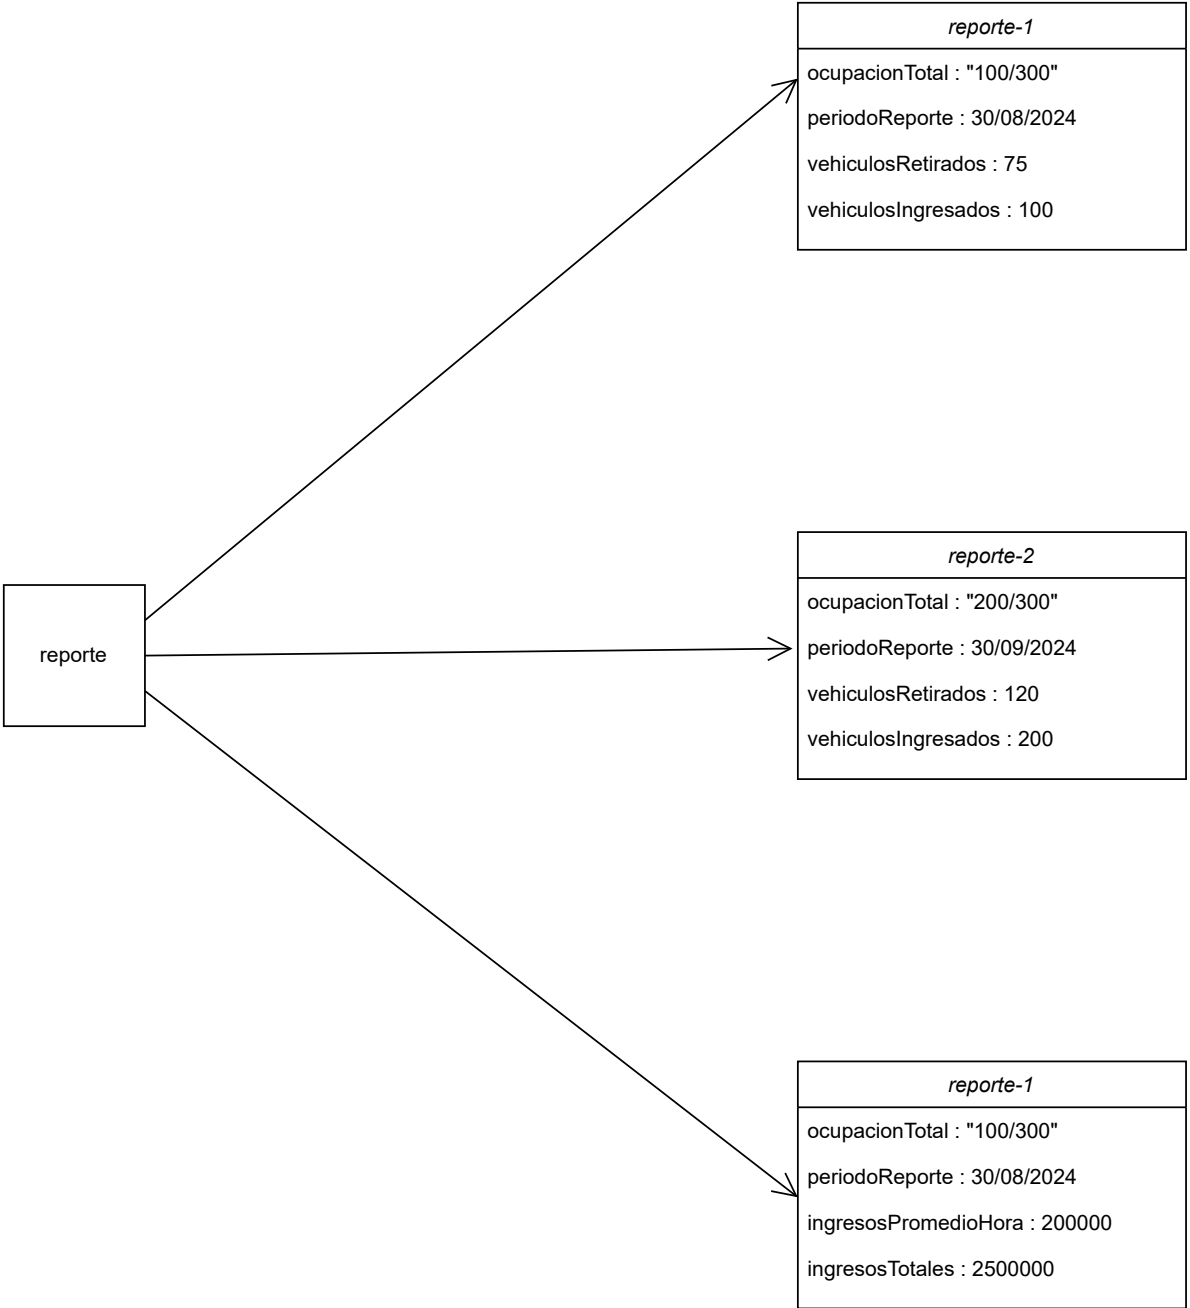 reporte-1
ocupacionTotal : "100/300"
periodoReporte : 30/08/2024
vehiculosRetirados : 75
vehiculosIngresados : 100
reporte
reporte-2
ocupacionTotal : "200/300"
periodoReporte : 30/09/2024
vehiculosRetirados : 120
vehiculosIngresados : 200
reporte-1
ocupacionTotal : "100/300"
periodoReporte : 30/08/2024
ingresosPromedioHora : 200000
ingresosTotales : 2500000